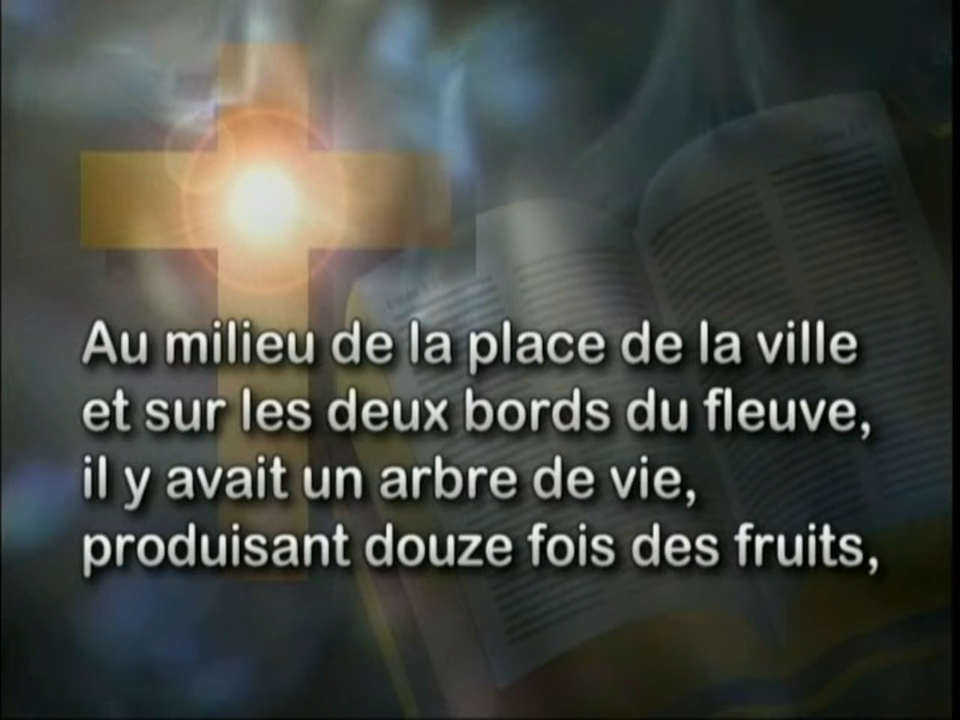 Au milieu de la place de la ville
et sur les deux bords du fleuve,
il y avait un arbre de vie,
produisant douze fois des fruits,